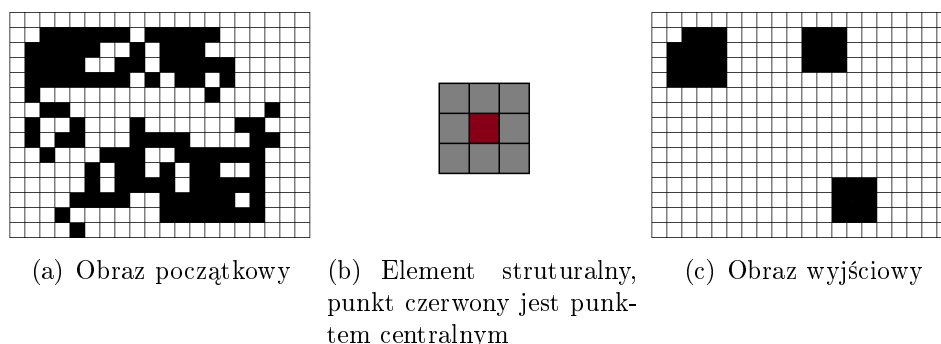 (a) Obraz początkowy
(b) Element struturalny,
punkt czerwony jest punk-
tem centralnym
(c) Obraz wyjściowy